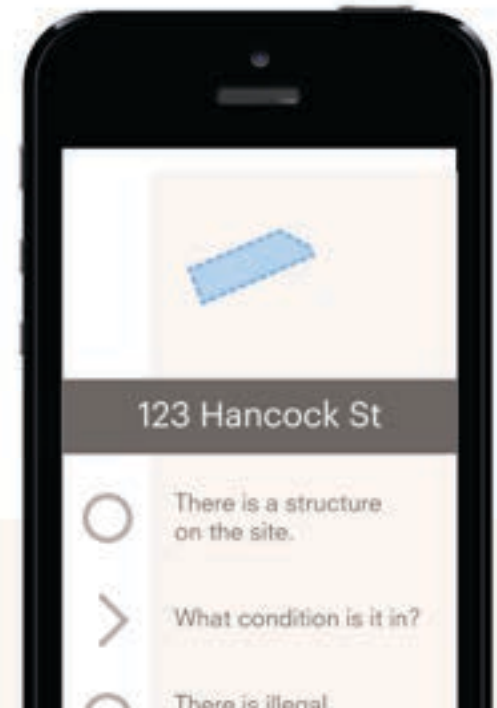 123 Hancock St
There is a structure
on the site.
What condition is it in?
There is illegal